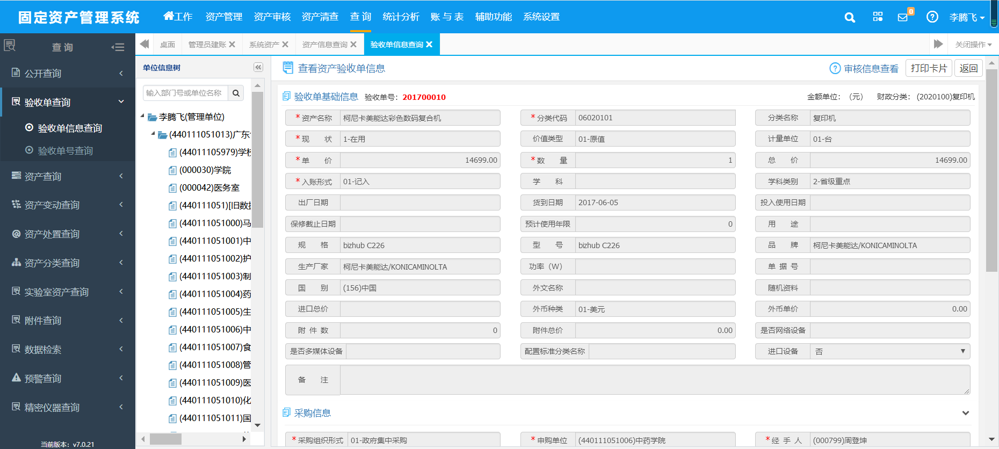 固定资产管理系统
工作 资产管理 资产审核 资产清查 查 询 统计分析 账 与 表 辅助功能 系统设置
0
李腾飞
查 询
桌面 管理员建账 系统资产 资产信息查询 验收单信息查询 关闭操作
公开查询
验收单查询
验收单信息查询
验收单号查询
资产查询
资产变动查询
资产处置查询
资产分类查询
实验室资产查询
附件查询
数据检索
预警查询
精密仪器查询
当前版本：v7.0.21
单位信息树
输入部门号或单位名称
李腾飞(管理单位)
(440111051013)广东
(44011105979)学校
(000030)学院
(000042)医务室
(440111051)[旧数据
(440111051000)马
(440111051001)中
(440111051002)护
(440111051003)制
(440111051004)药
(440111051005)生
(440111051006)中
(440111051007)食
(440111051008)管
(440111051009)医
(440111051010)化
(440111051011)国
查看资产验收单信息 审核信息查看 打印卡片 返回
验收单基础信息 验收单号：201700010 金额单位：（元） 财政分类：(2020100)复印机
*资产名称 柯尼卡美能达彩色数码复合机 *分类代码 06020101 分类名称 复印机
*现 状 1-在用 价值类型 01-原值 计量单位 01-台
*单 价 14699.00 *数 量 1 总 价 14699.00
*入账形式 01-记入 学 科 学科类别 2-省级重点
出厂日期 货到日期 2017-06-05 投入使用日期
保修截止日期 预计使用年限 0 用 途
规 格 bizhub C226 型 号 bizhub C226 品 牌 柯尼卡美能达/KONICAMINOLTA
生产厂家 柯尼卡美能达/KONICAMINOLTA 功率（W） 单 据 号
国 别 (156)中国 外文名称 随机资料
进口总价 外币种类 01-美元 外币单价 0.00
附 件 数 0 附件总价 0.00 是否网络设备
是否多媒体设备 配置标准分类名称 进口设备 否
备 注
采购信息
*采购组织形式 01-政府集中采购 *申购单位 (440111051006)中药学院 *经 手 人 (000799)周登坤